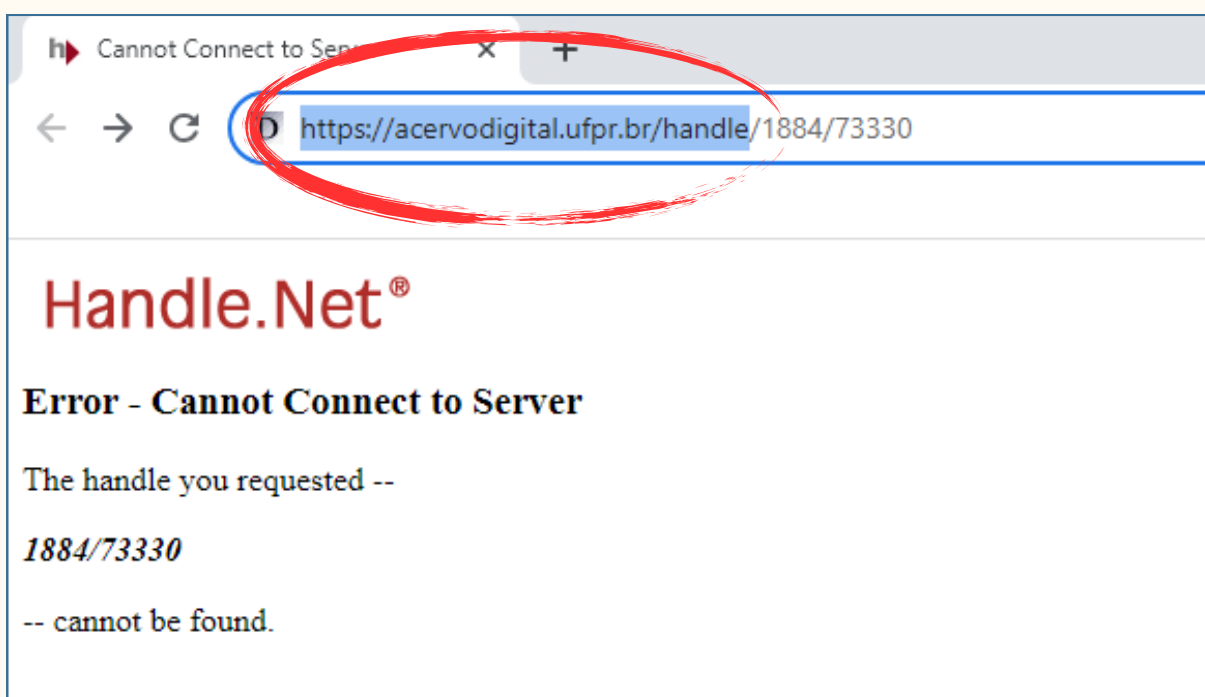 Cannot Connect to Ser
https://acervodigital.ufpr.br/handle/1884/73330
Handle.Net®
Error - Cannot Connect to Server
The handle you requested --
1884/73330
-- cannot be found.